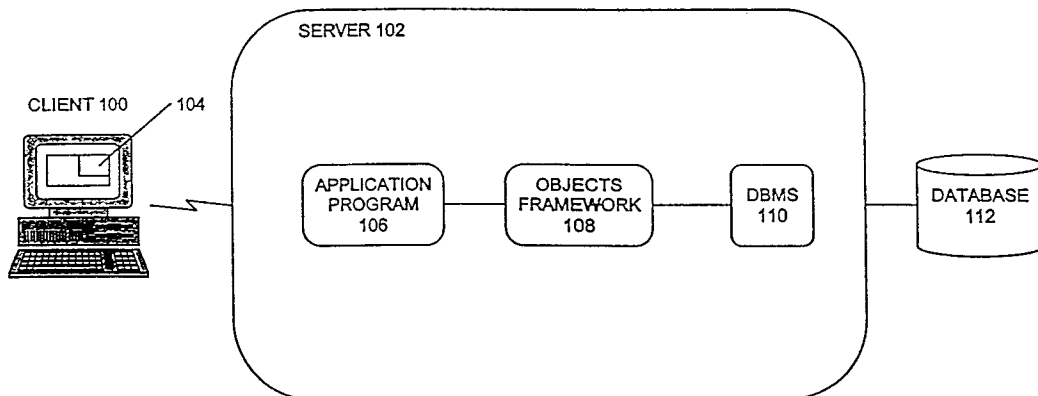 SERVER 102
CLIENT 100
104
APPLICATION
PROGRAM
106
OBJECTS
FRAMEWORK
108
DBMS
110
DATABASE
112